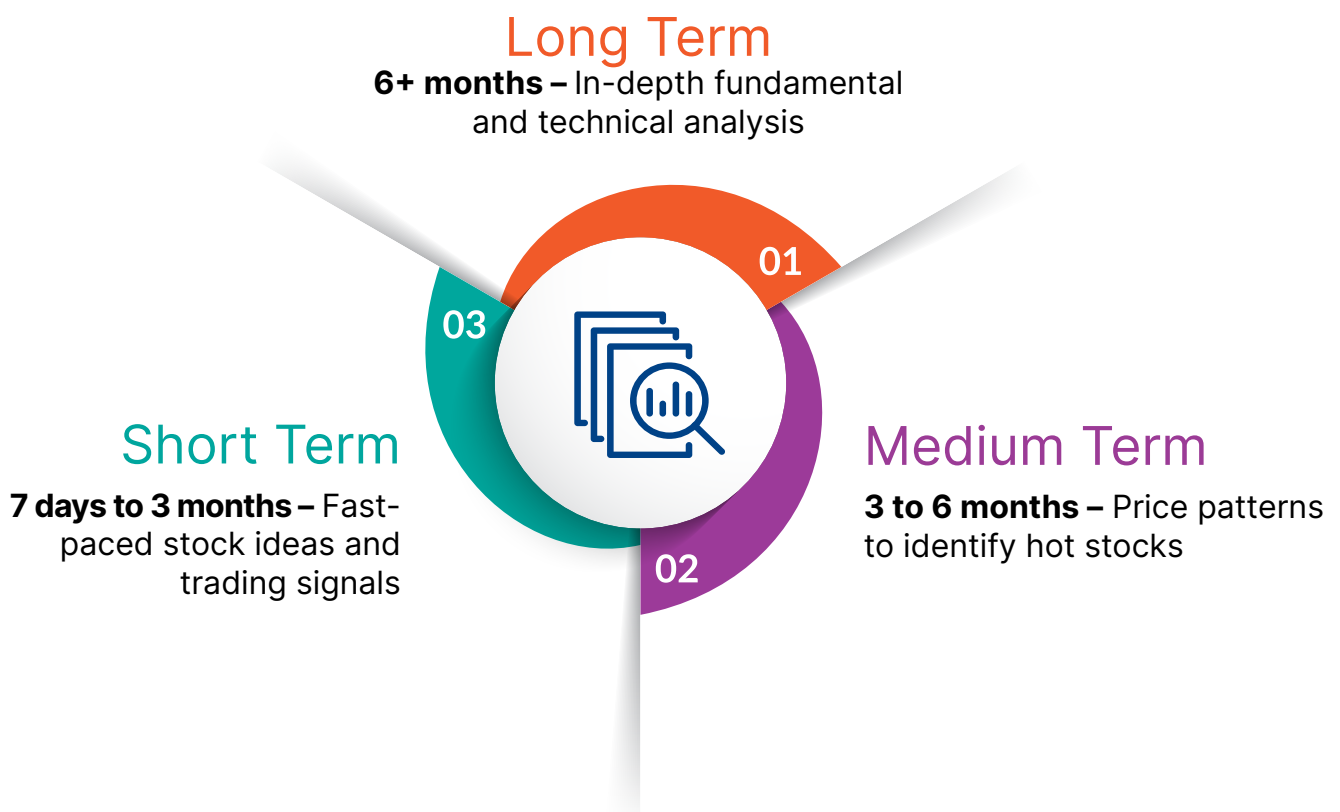 Long Term
6+ months – In-depth fundamental
and technical analysis
01
03
Short Term
7 days to 3 months – Fast-
paced stock ideas and
trading signals
Medium Term
3 to 6 months – Price patterns
to identify hot stocks
02